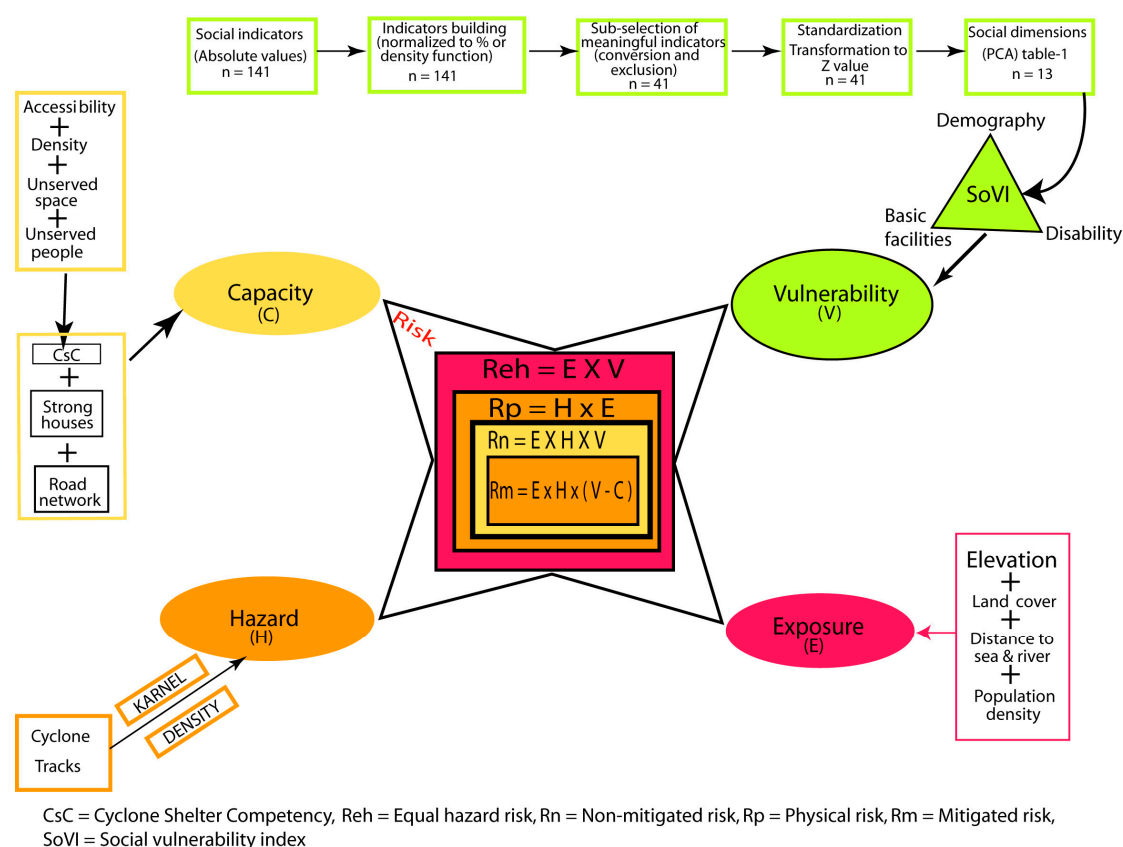 Social indicators
(Absolute values)
n = 141
Indicators building
(normalized to % or
density function)
n = 141
Sub-selection of
meaningful indicators
(conversion and
exclusion)
n = 41
Standardization
Transformation to
Z value
n = 41
Social dimensions
(PCA) table-1
n = 13
Accessibility
+
Density
+
Unserved
space
+
Unserved
people
Demography
SoVI
Basic
facilities
Disability
Capacity
(C)
Vulnerability
(V)
Risk
CsC
+
Strong
houses
+
Road
network
Reh = E X V
Rp = H x E
Rn = E X H X V
Rm = E x H x ( V - C )
Hazard
(H)
Exposure
(E)
Elevation
+
Land cover
+
Distance to
sea & river
+
Population
density
KARNEL
DENSITY
Cyclone
Tracks
CsC = Cyclone Shelter Competency, Reh = Equal hazard risk, Rn = Non-mitigated risk, Rp = Physical risk, Rm = Mitigated risk,
SoVI = Social vulnerability index